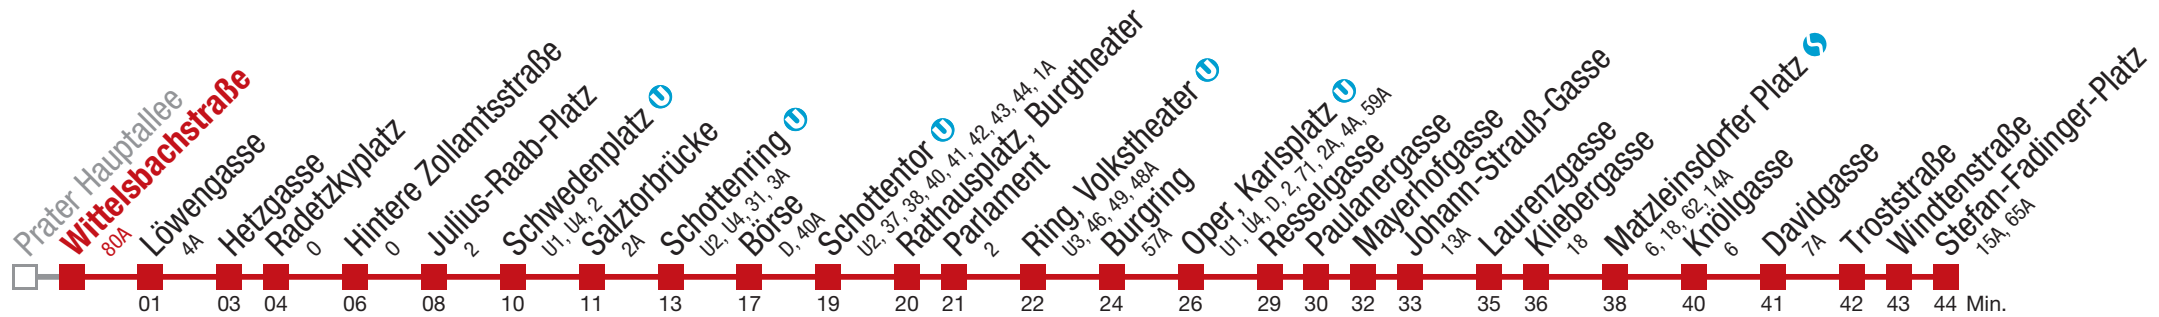 Prater Hauptallee
Wittelsbachstraße
80A
Löwengasse
4A
Hetzgasse
Radetzkyplatz
O
Hintere Zollamtsstraße
O
Julius-Raab-Platz
2
Schwedenplatz U
U1, U4, 2
Salztorbrücke
2A
Schottenring U
U2, U4, 31, 3A
Börse
D, 40A
Schottentor U
U2, 37, 38, 40, 41, 42, 43, 44, 1A
Rathausplatz, Burgtheater
Parlament
2
Ring, Volkstheater U
U3, 46, 49, 48A
Burgring
57A
Oper, Karlsplatz U
U1, U4, D, 2, 71, 2A, 4A, 59A
Resselgasse
Paulanergasse
Mayerhofgasse
Johann-Strauß-Gasse
13A
Laurenzgasse
Kliebergasse
18
Matzleinsdorfer Platz S
6, 18, 62, 14A
Knöllgasse
6
Davidgasse
7A
Troststraße
Windtenstraße
Stefan-Fadinger-Platz
15A, 65A
01 03 04 06 08 10 11 13 17 19 20 21 22 24 26 29 30 32 33 35 36 38 40 41 42 43 44 Min.